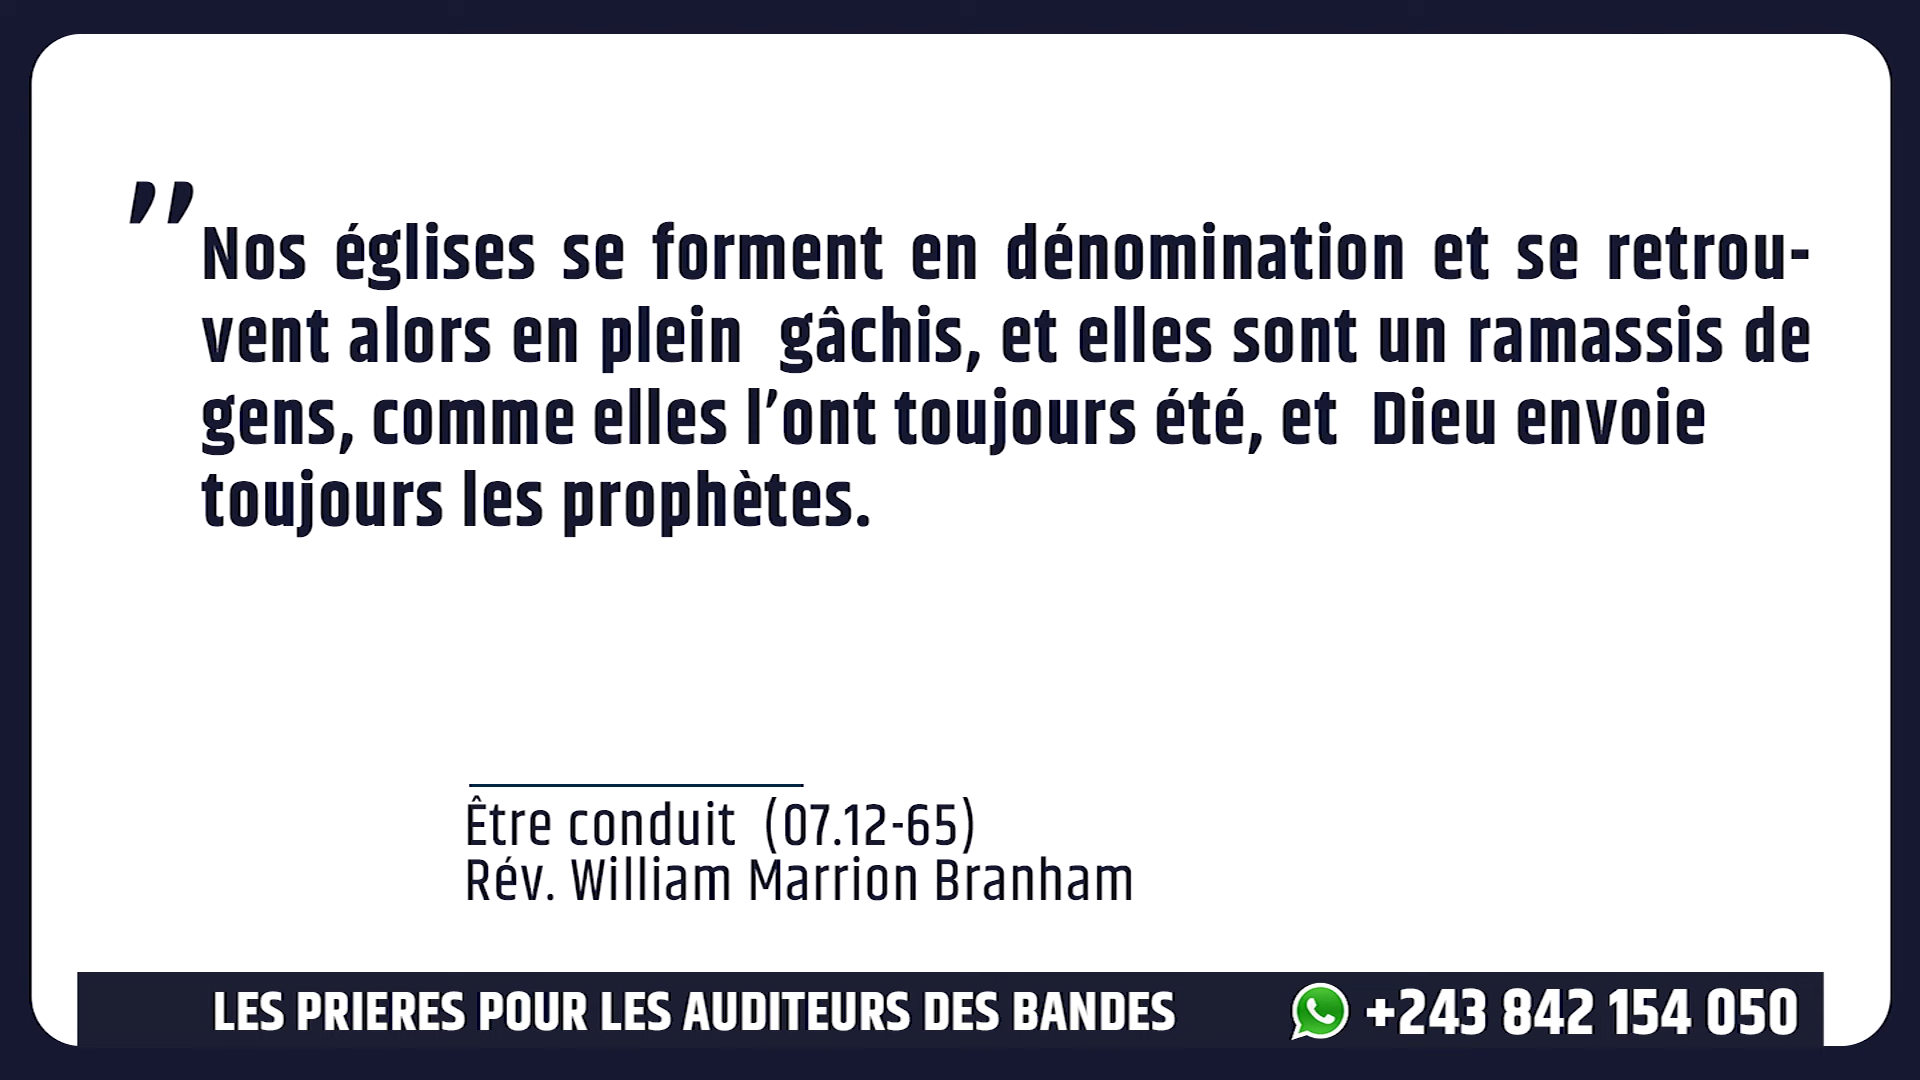 ” Nos églises se forment en dénomination et se retrou-
vent alors en plein  gâchis, et elles sont un ramassis de
gens, comme elles l’ont toujours été, et  Dieu envoie
toujours les prophètes.
Être conduit  (07.12-65)
Rév. William Marrion Branham
LES PRIERES POUR LES AUDITEURS DES BANDES
+243 842 154 050